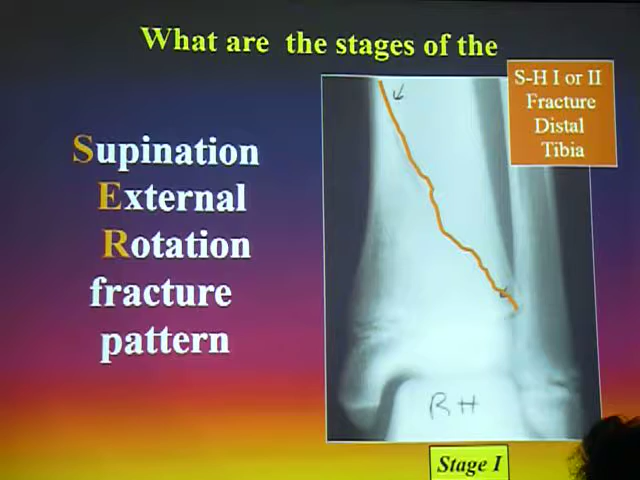 What are the stages of the
S-H I or II
Fracture
Distal
Tibia
Supination
External
Rotation
fracture
pattern
RH
Stage I